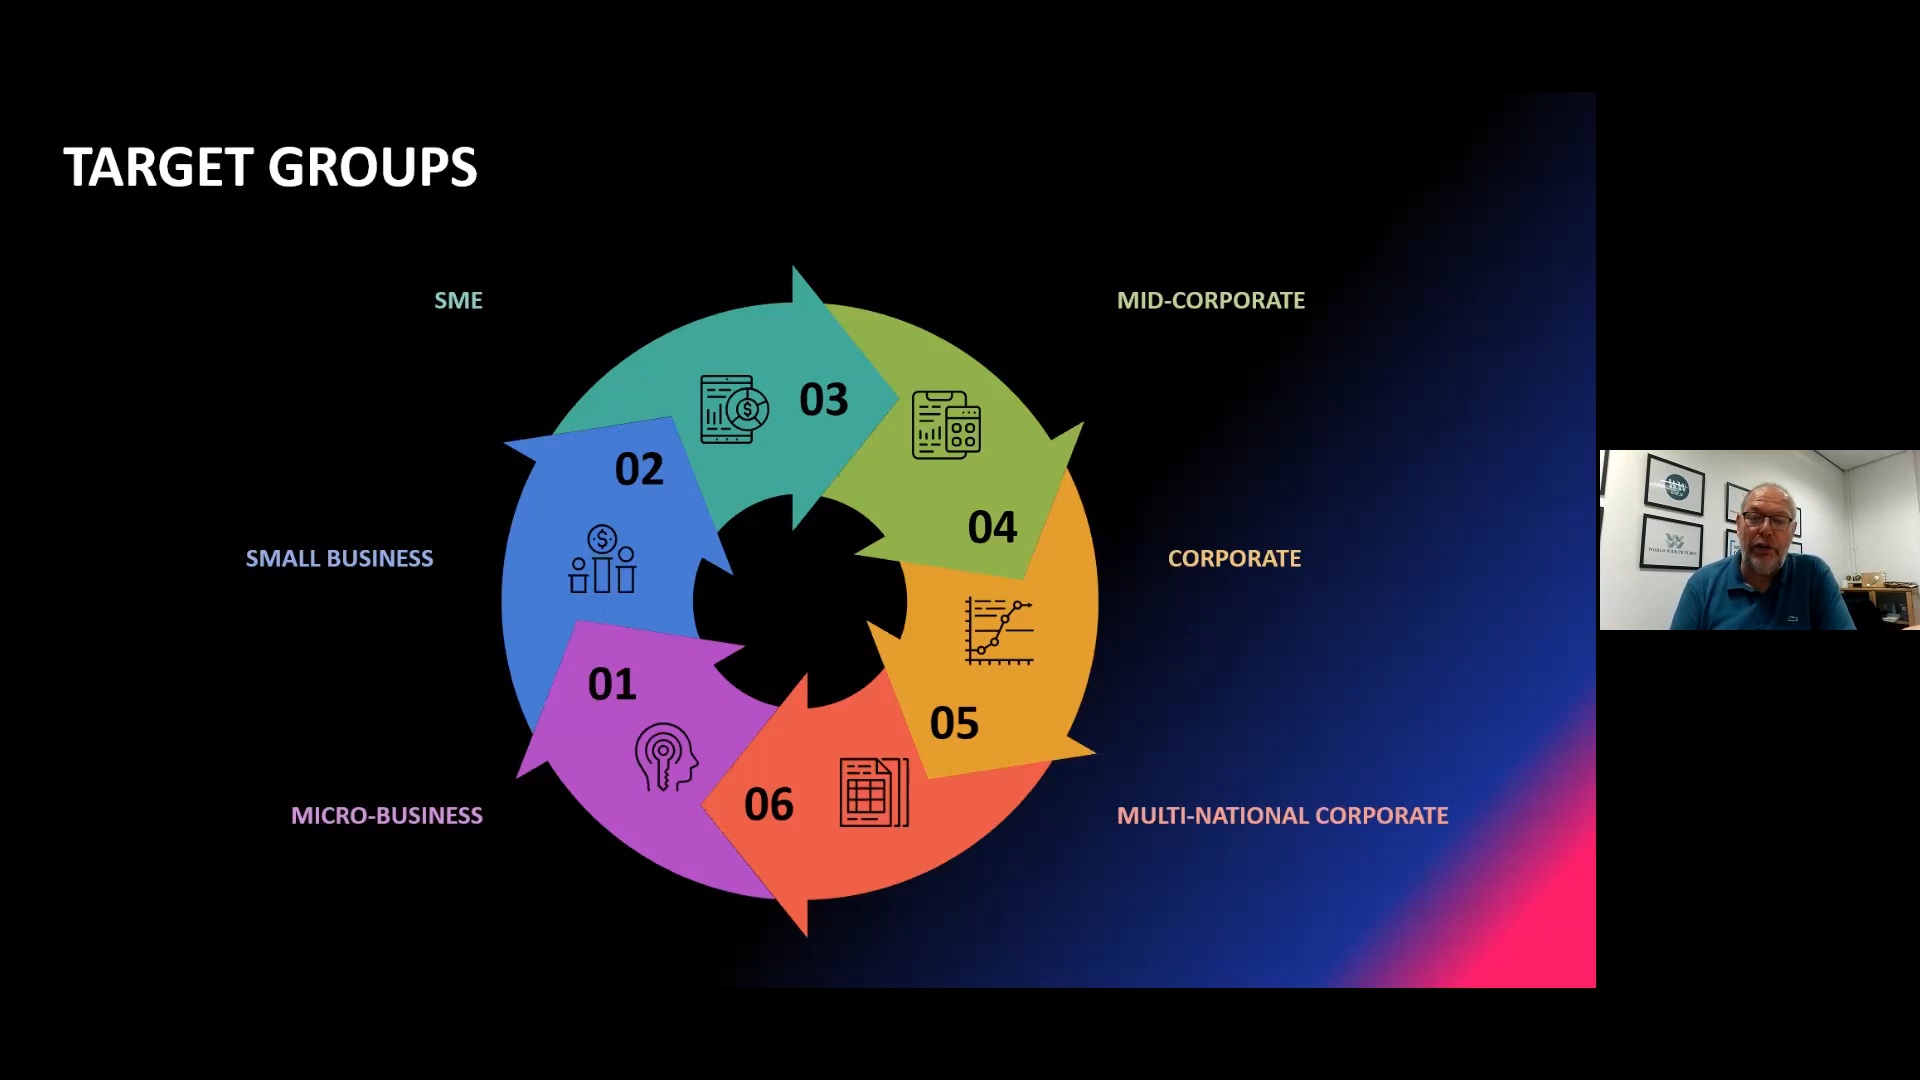 TARGET GROUPS
SME
MID-CORPORATE
03
02
04
SMALL BUSINESS
CORPORATE
01
05
06
MICRO-BUSINESS
MULTI-NATIONAL CORPORATE